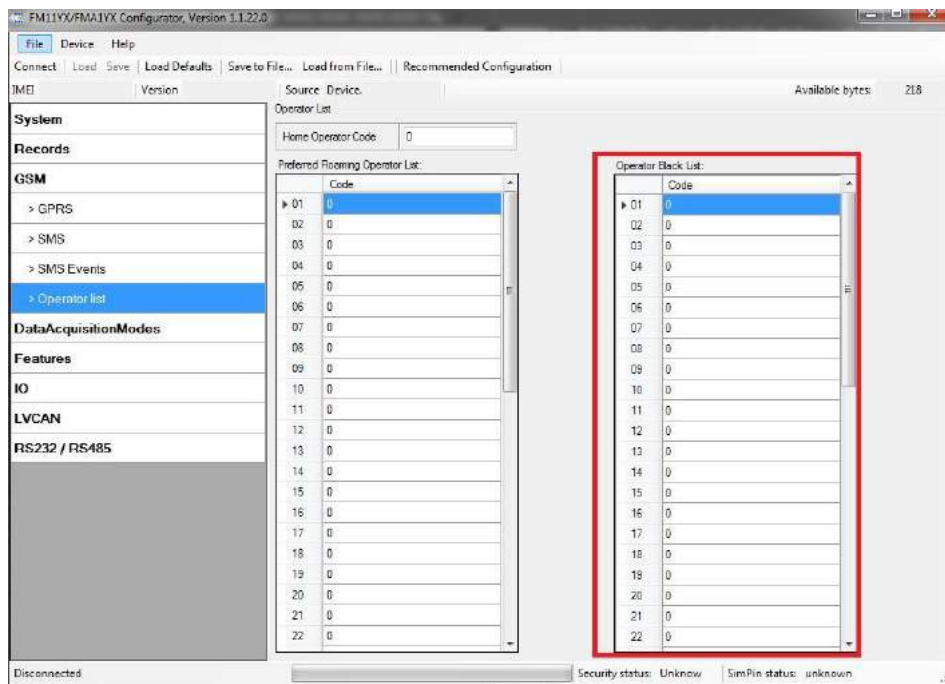 FM11YX/FMA1YX Configurator, Version 1.1.22.0
File Device Help
Connect Load Save Load Defaults Save to File... Load from File... Recommended Configuration
IMEI Version Source Device. Available bytes: 218
System
Records
GSM
> GPRS
> SMS
> SMS Events
> Operator list
DataAcquisitionModes
Features
IO
LVCAN
RS232 / RS485
Operator List
Home Operator Code 0
Preferred Roaming Operator List:
Code
01 0
02 0
03 0
04 0
05 0
06 0
07 0
08 0
09 0
10 0
11 0
12 0
13 0
14 0
15 0
16 0
17 0
18 0
19 0
20 0
21 0
22 0
Operator Black List:
Code
01 0
02 0
03 0
04 0
05 0
06 0
07 0
08 0
09 0
10 0
11 0
12 0
13 0
14 0
15 0
16 0
17 0
18 0
19 0
20 0
21 0
22 0
Disconnected Security status: Unknow SimPin status: unknown